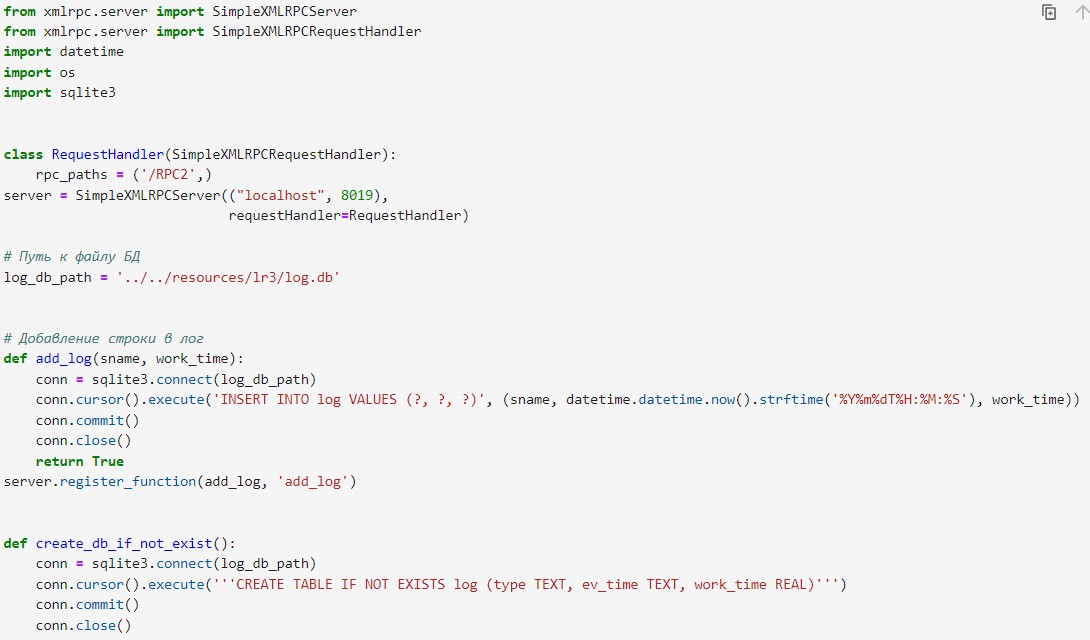 from xmlrpc.server import SimpleXMLRPCServer
from xmlrpc.server import SimpleXMLRPCRequestHandler
import datetime
import os
import sqlite3
class RequestHandler(SimpleXMLRPCRequestHandler):
    rpc_paths = ('/RPC2',)
server = SimpleXMLRPCServer(("localhost", 8019),
                            requestHandler=RequestHandler)
# Путь к файлу БД
log_db_path = '../../resources/lr3/log.db'
# Добавление строки в лог
def add_log(sname, work_time):
    conn = sqlite3.connect(log_db_path)
    conn.cursor().execute('INSERT INTO log VALUES (?, ?, ?)', (sname, datetime.datetime.now().strftime('%Y%m%dT%H:%M:%S'), work_time))
    conn.commit()
    conn.close()
    return True
server.register_function(add_log, 'add_log')
def create_db_if_not_exist():
    conn = sqlite3.connect(log_db_path)
    conn.cursor().execute('''CREATE TABLE IF NOT EXISTS log (type TEXT, ev_time TEXT, work_time REAL)''')
    conn.commit()
    conn.close()